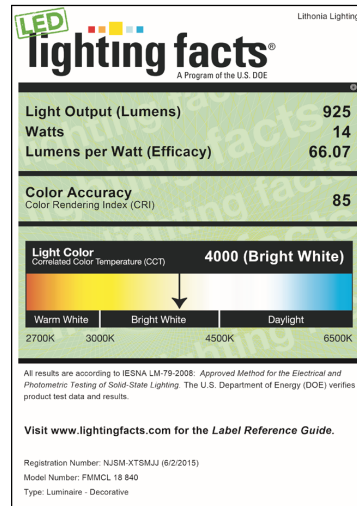 LED
Lithonia Lighting
lighting facts®
A Program of the U.S. DOE
Light Output (Lumens) 925
Watts 14
Lumens per Watt (Efficacy) 66.07
Color Accuracy
Color Rendering Index (CRI) 85
Light Color
Correlated Color Temperature (CCT) 4000 (Bright White)
Warm White Bright White Daylight
2700K 3000K 4500K 6500K
All results are according to IESNA LM-79-2008: Approved Method for the Electrical and
Photometric Testing of Solid-State Lighting. The U.S. Department of Energy (DOE) verifies
product test data and results.
Visit www.lightingfacts.com for the Label Reference Guide.
Registration Number: NJSM-XTSMJJ (6/2/2015)
Model Number: FMMCL 18 840
Type: Luminaire - Decorative